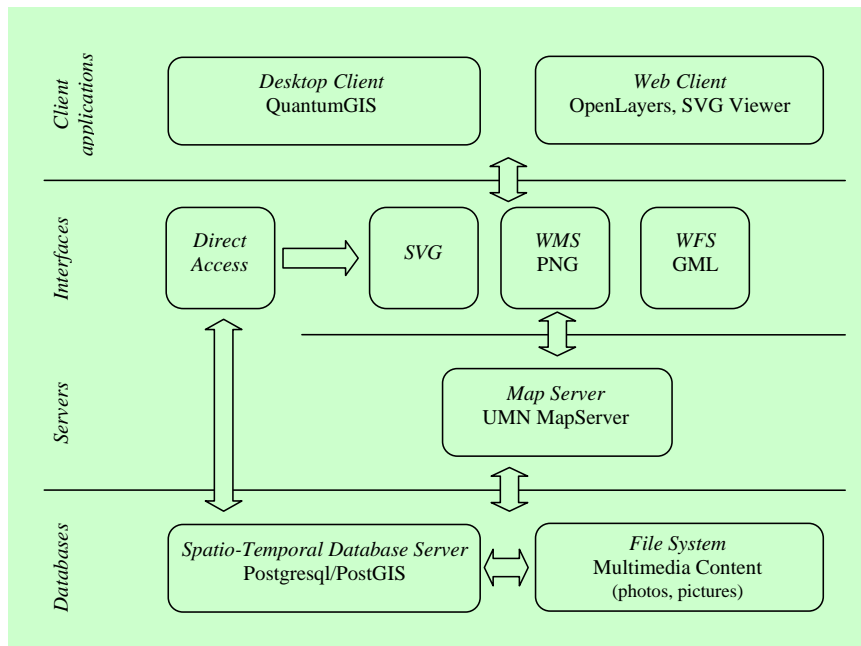 Client
applications
Desktop Client
QuantumGIS
Web Client
OpenLayers, SVG Viewer
Interfaces
Direct
Access
SVG
WMS
PNG
WFS
GML
Servers
Map Server
UMN MapServer
Databases
Spatio-Temporal Database Server
Postgresql/PostGIS
File System
Multimedia Content
(photos, pictures)